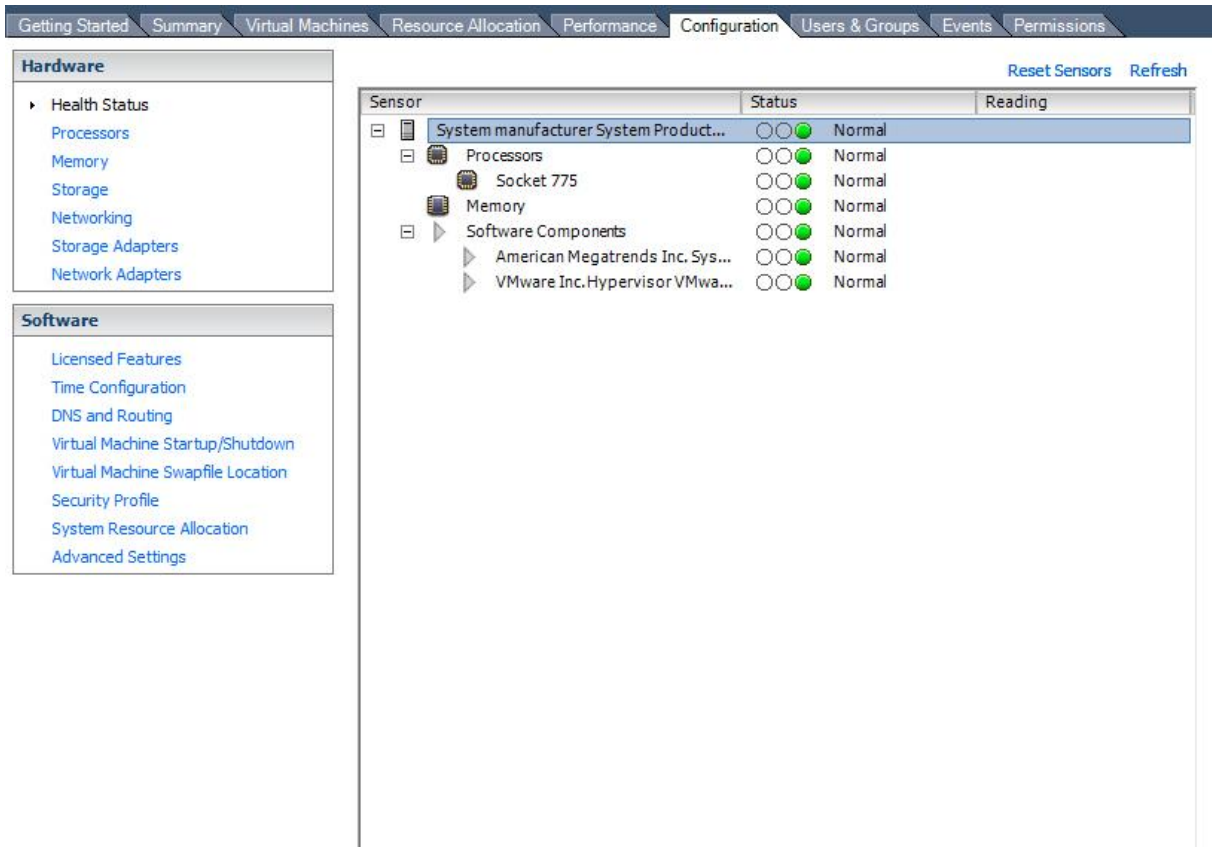 Getting Started Summary Virtual Machines Resource Allocation Performance Configuration Users & Groups Events Permissions
Hardware
Health Status
Processors
Memory
Storage
Networking
Storage Adapters
Network Adapters
Software
Licensed Features
Time Configuration
DNS and Routing
Virtual Machine Startup/Shutdown
Virtual Machine Swapfile Location
Security Profile
System Resource Allocation
Advanced Settings
Reset Sensors Refresh
Sensor Status Reading
System manufacturer System Product... Normal
Processors Normal
Socket 775 Normal
Memory Normal
Software Components Normal
American Megatrends Inc. Sys... Normal
VMware Inc.Hypervisor VMwa... Normal